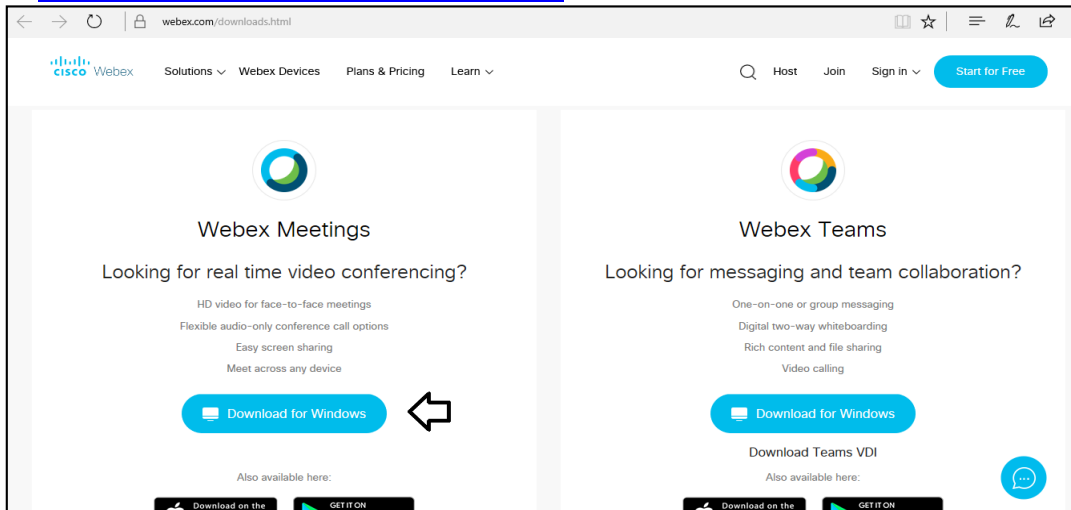 webex.com/downloads.html
cisco Webex Solutions Webex Devices Plans & Pricing Learn Host Join Sign in Start for Free
Webex Meetings
Looking for real time video conferencing?
HD video for face-to-face meetings
Flexible audio-only conference call options
Easy screen sharing
Meet across any device
Download for Windows
Also available here:
Download on the
GET IT ON
Webex Teams
Looking for messaging and team collaboration?
One-on-one or group messaging
Digital two-way whiteboarding
Rich content and file sharing
Video calling
Download for Windows
Download Teams VDI
Also available here:
Download on the
GET IT ON